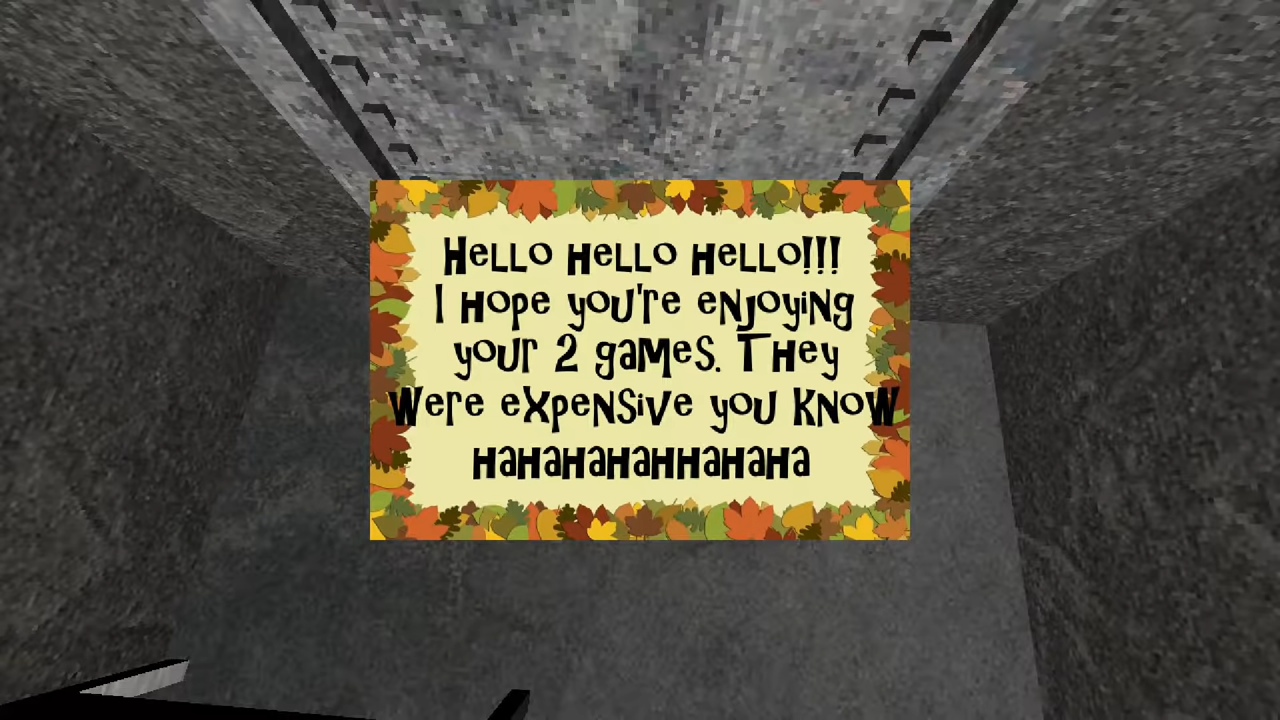 Hello Hello Hello!!!
I Hope you're enjoying
your 2 games. They
Were expensive you know
HaHaHaHaHHaHaHa